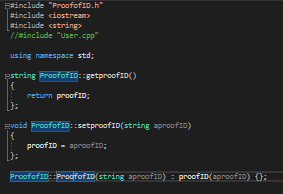 #include "ProofofID.h"
#include <iostream>
#include <string>
//#include "User.cpp"
using namespace std;
string ProofofID::getproofID()
{
return proofID;
};
void ProofofID::setproofID(string aproofID)
{
proofID = aproofID;
};
ProofofID::ProofofID(string aproofID) : proofID(aproofID) {};